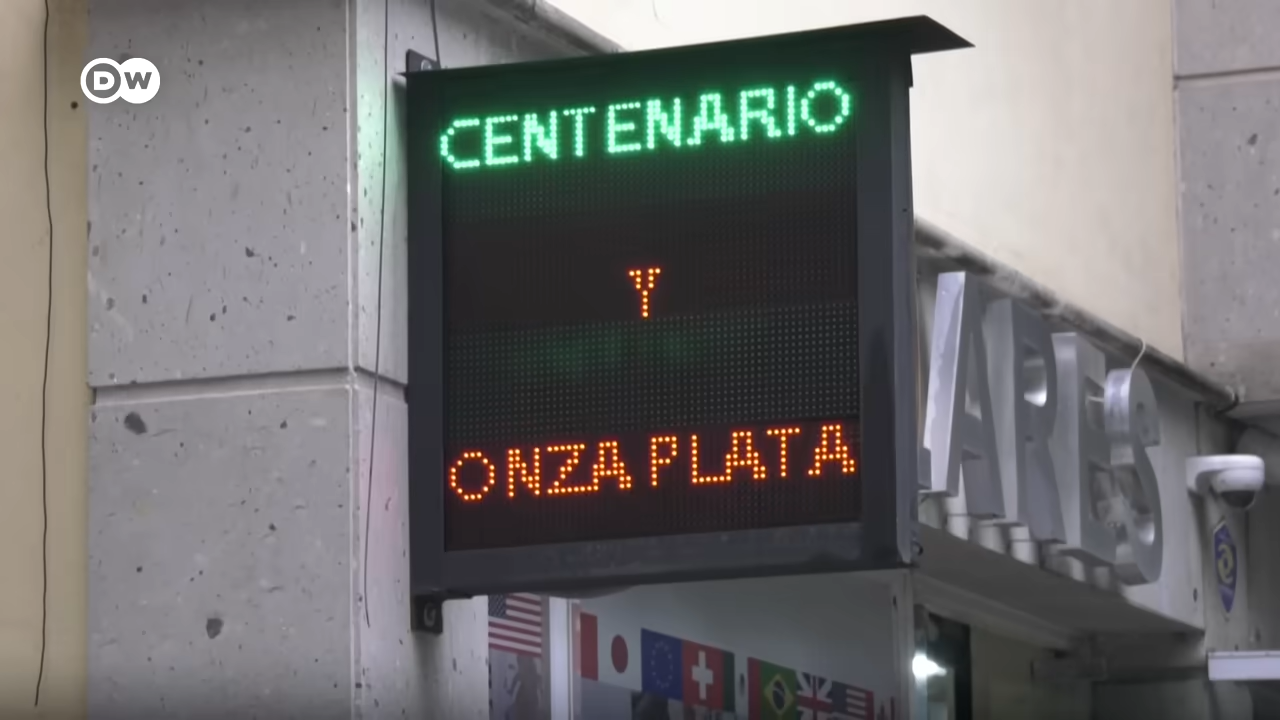 DW
CENTENARIO
Y
ONZA PLATA
ARES